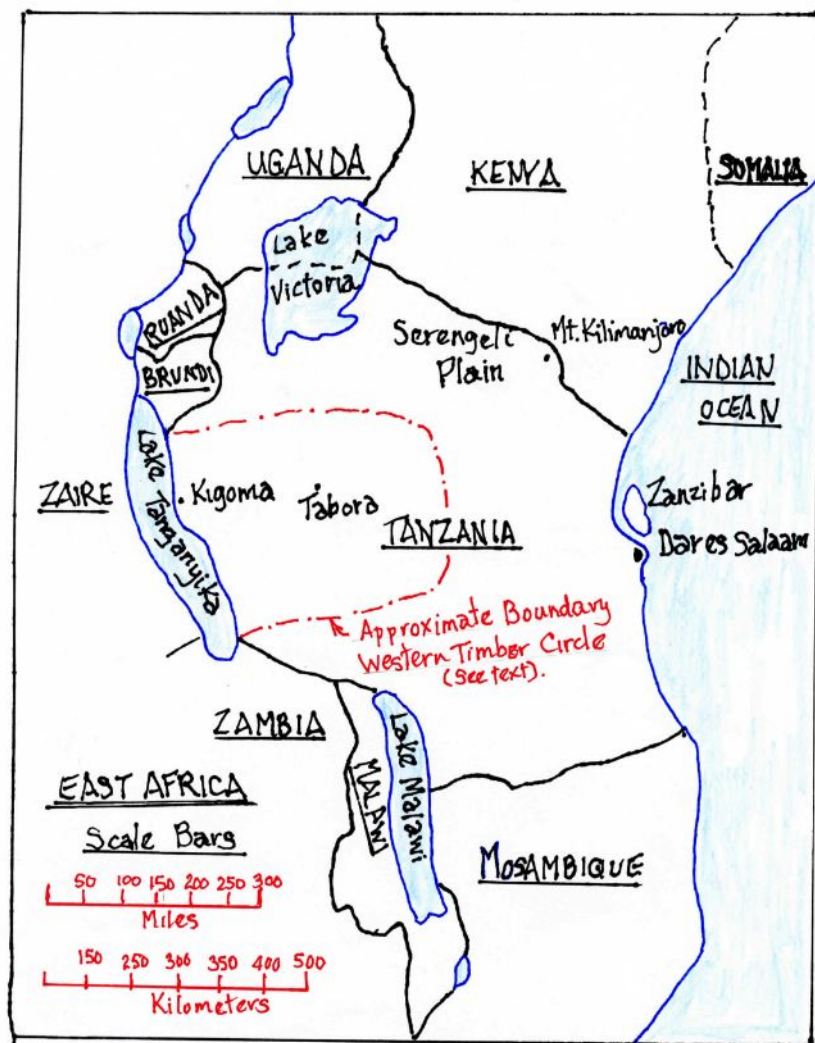 UGANDA
KENYA
SOMALIA
Lake
Victoria
RUANDA
BRUNDI
Serengeli
Plain
Mt. Kilimanjaro
INDIAN
OCEAN
ZAIRE
Lake Tanganyika
Kigoma
Tabora
TANZANIA
Zanzibar
Dares Salaam
Approximate Boundary
Western Timber Circle
(See text).
ZAMBIA
MALAWI
Lake Malawi
MOSAMBIQUE
EAST AFRICA
Scale Bars
50 100 150 200 250 300
Miles
150 250 300 350 400 500
Kilometers